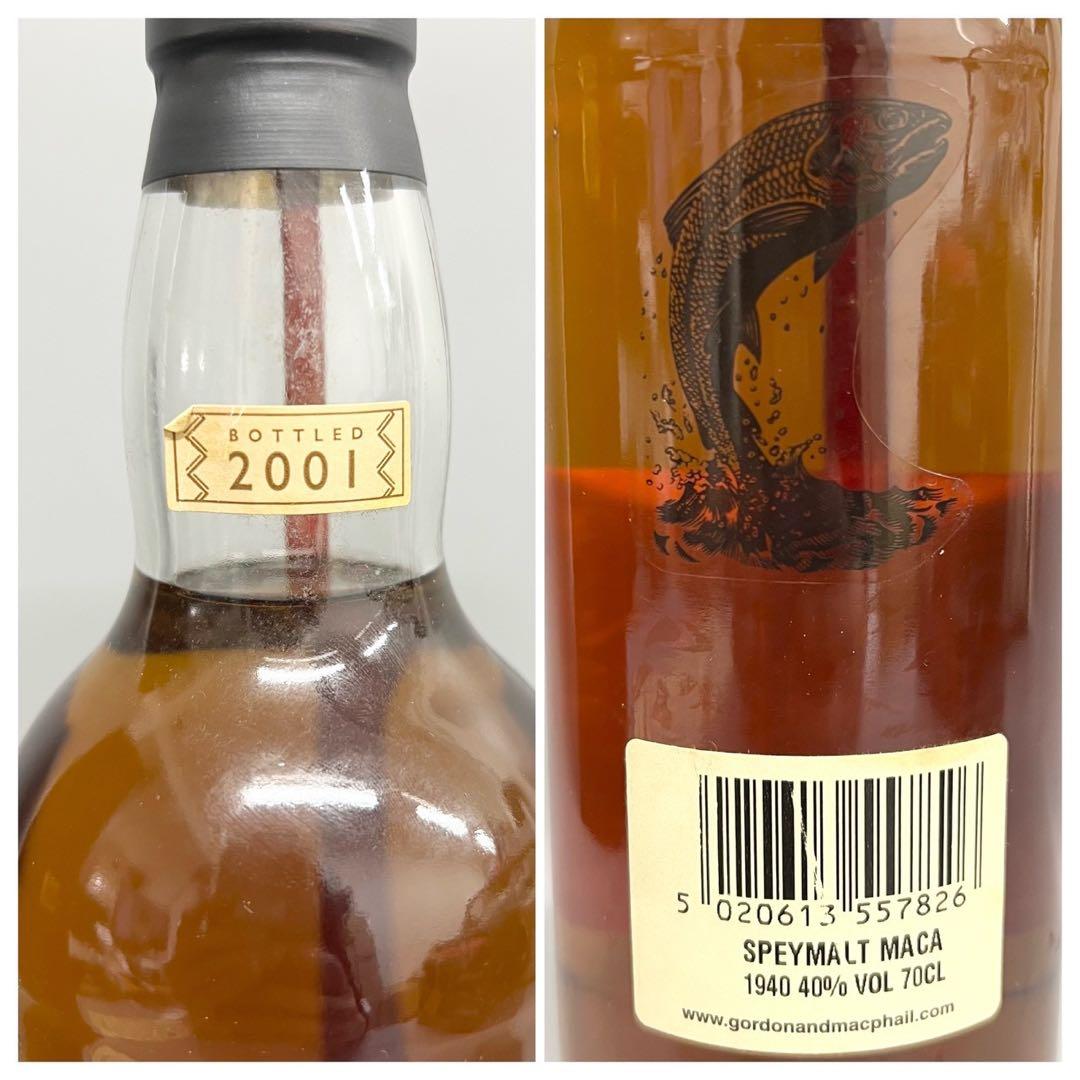 BOTTLED
2001
5 020613 557826
SPEYMALT MACA
1940 40% VOL 70CL
www.gordonandmacphail.com